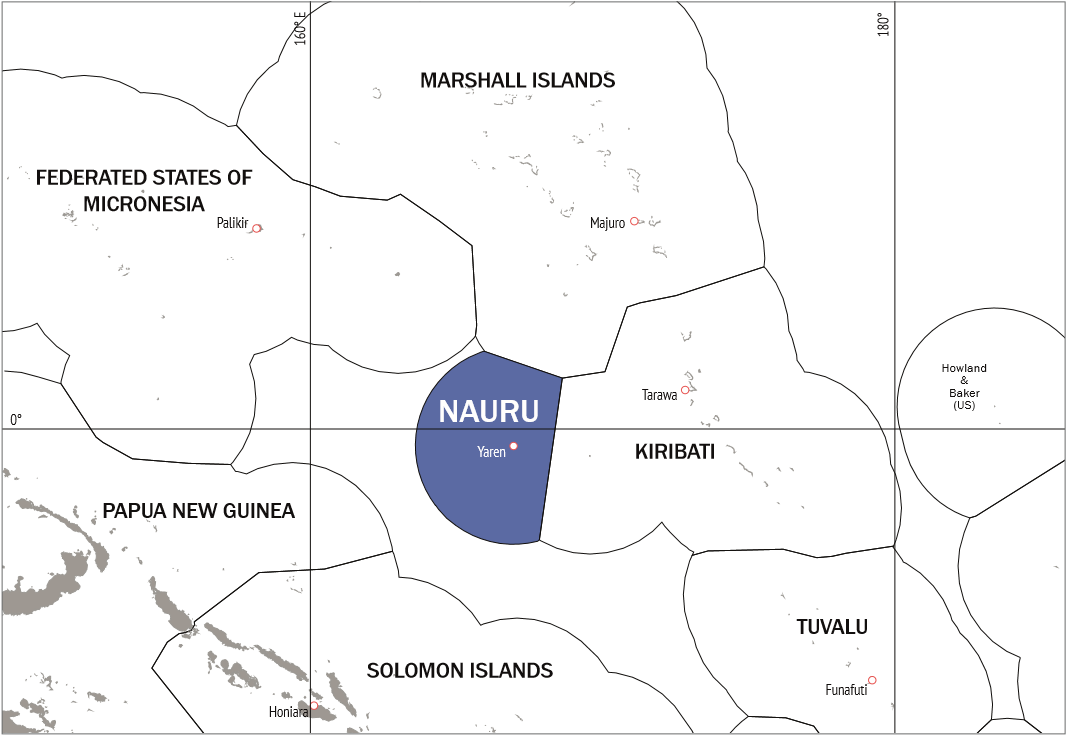 160° E
180°
MARSHALL ISLANDS
FEDERATED STATES OF
MICRONESIA
Palikir
Majuro
Howland
&
Baker
(US)
Tarawa
0°
NAURU
Yaren
KIRIBATI
PAPUA NEW GUINEA
TUVALU
SOLOMON ISLANDS
Funafuti
Honiara